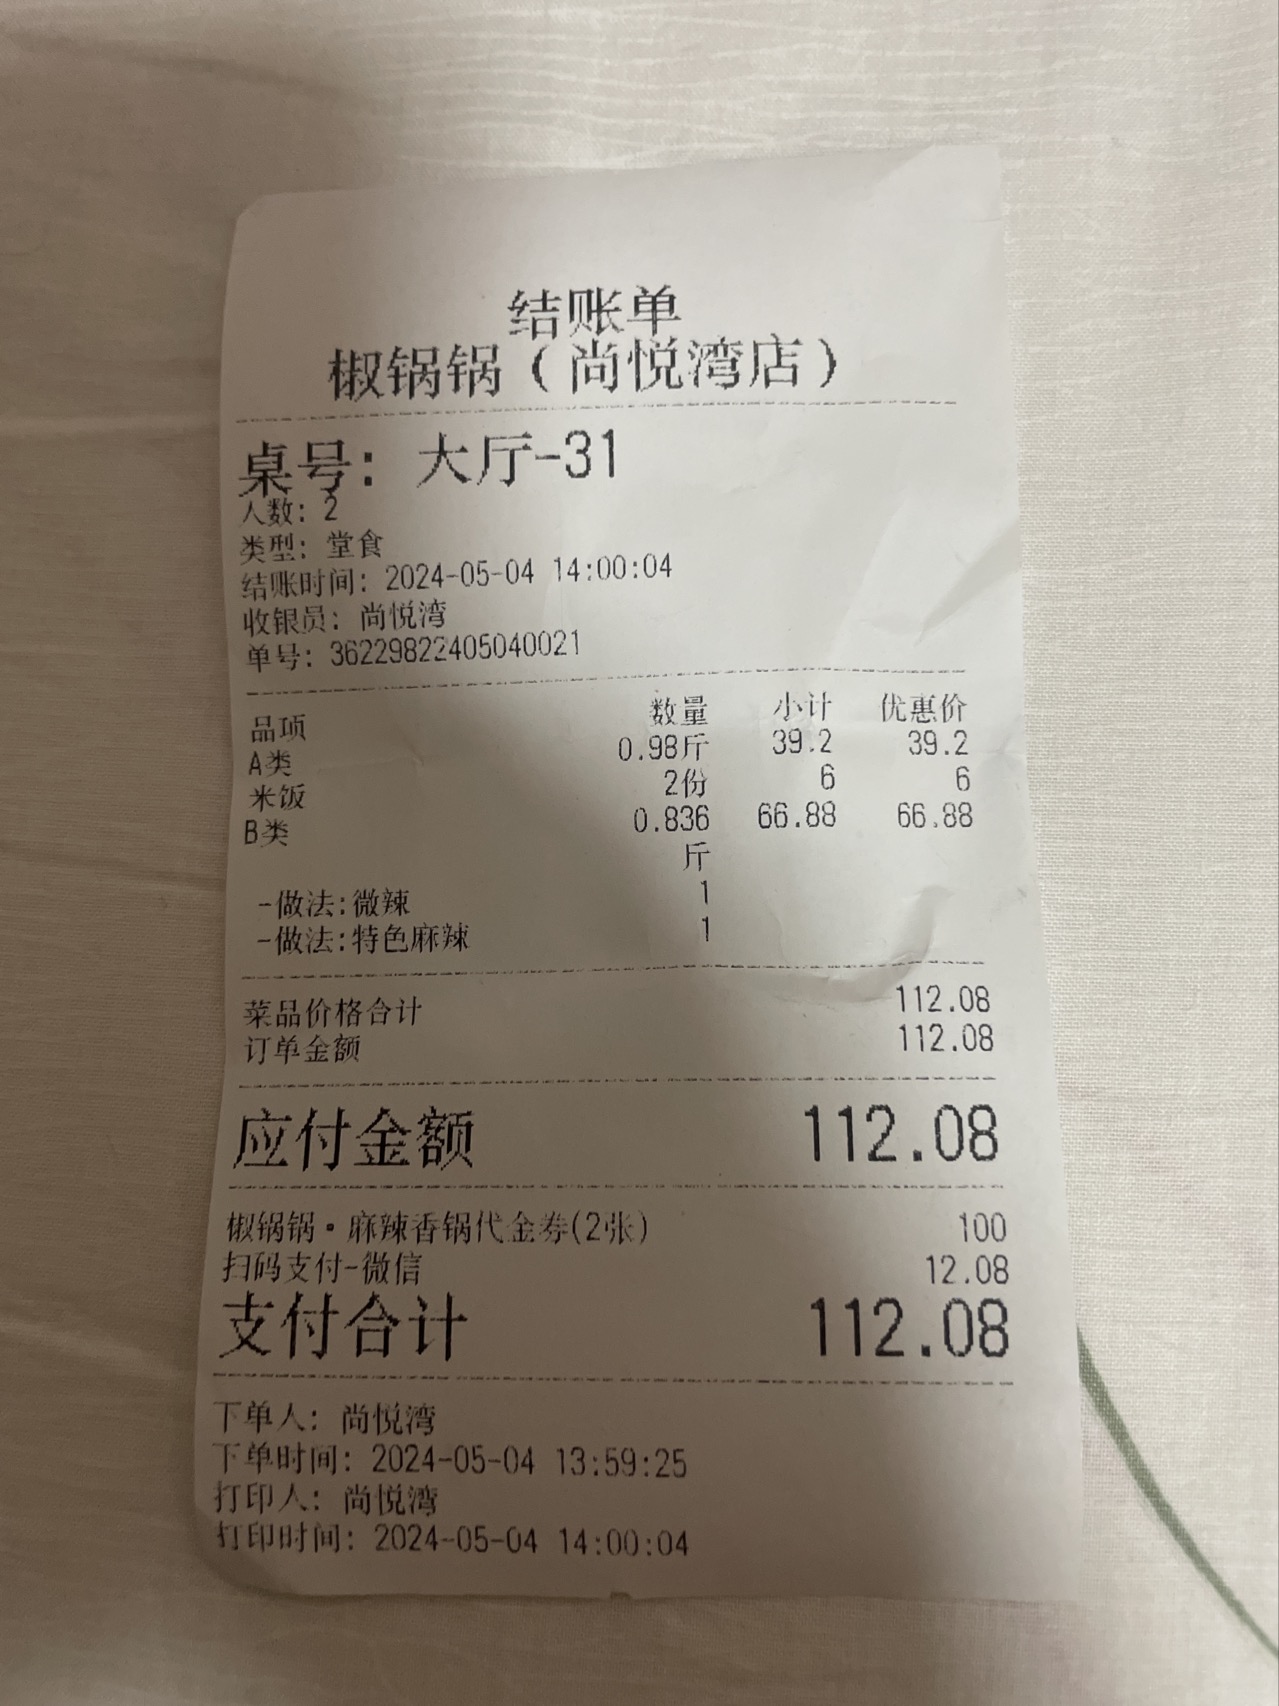 结账单
椒锅锅（尚悦湾店）
桌号：大厅-31
人数：2
类型：堂食
结账时间：2024-05-04 14:00:04
收银员：尚悦湾
单号：36229822405040021
品项 数量 小计 优惠价
A类 0.98斤 39.2 39.2
米饭 2份 6 6
B类 0.836 66.88 66.88
斤
-做法:微辣 1
-做法:特色麻辣 1
菜品价格合计 112.08
订单金额 112.08
应付金额 112.08
椒锅锅·麻辣香锅代金券(2张) 100
扫码支付-微信 12.08
支付合计 112.08
下单人：尚悦湾
下单时间：2024-05-04 13:59:25
打印人：尚悦湾
打印时间：2024-05-04 14:00:04